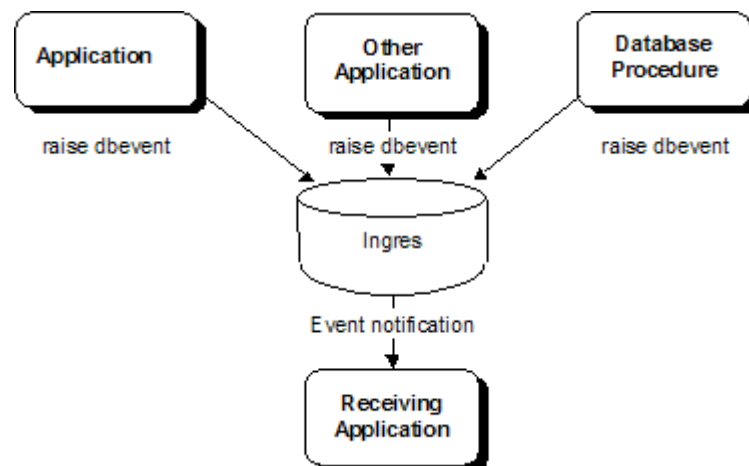 Application
Other
Application
Database
Procedure
raise dbevent
raise dbevent
raise dbevent
Ingres
Event notification
Receiving
Application